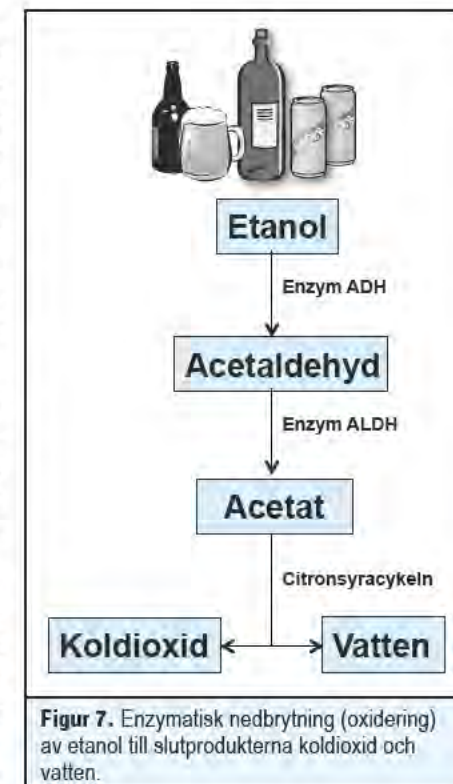 Etanol
Enzym ADH
Acetaldehyd
Enzym ALDH
Acetat
Citronsyracykeln
Koldioxid
Vatten
Figur 7. Enzymatisk nedbrytning (oxidering)
av etanol till slutprodukterna koldioxid och
vatten.